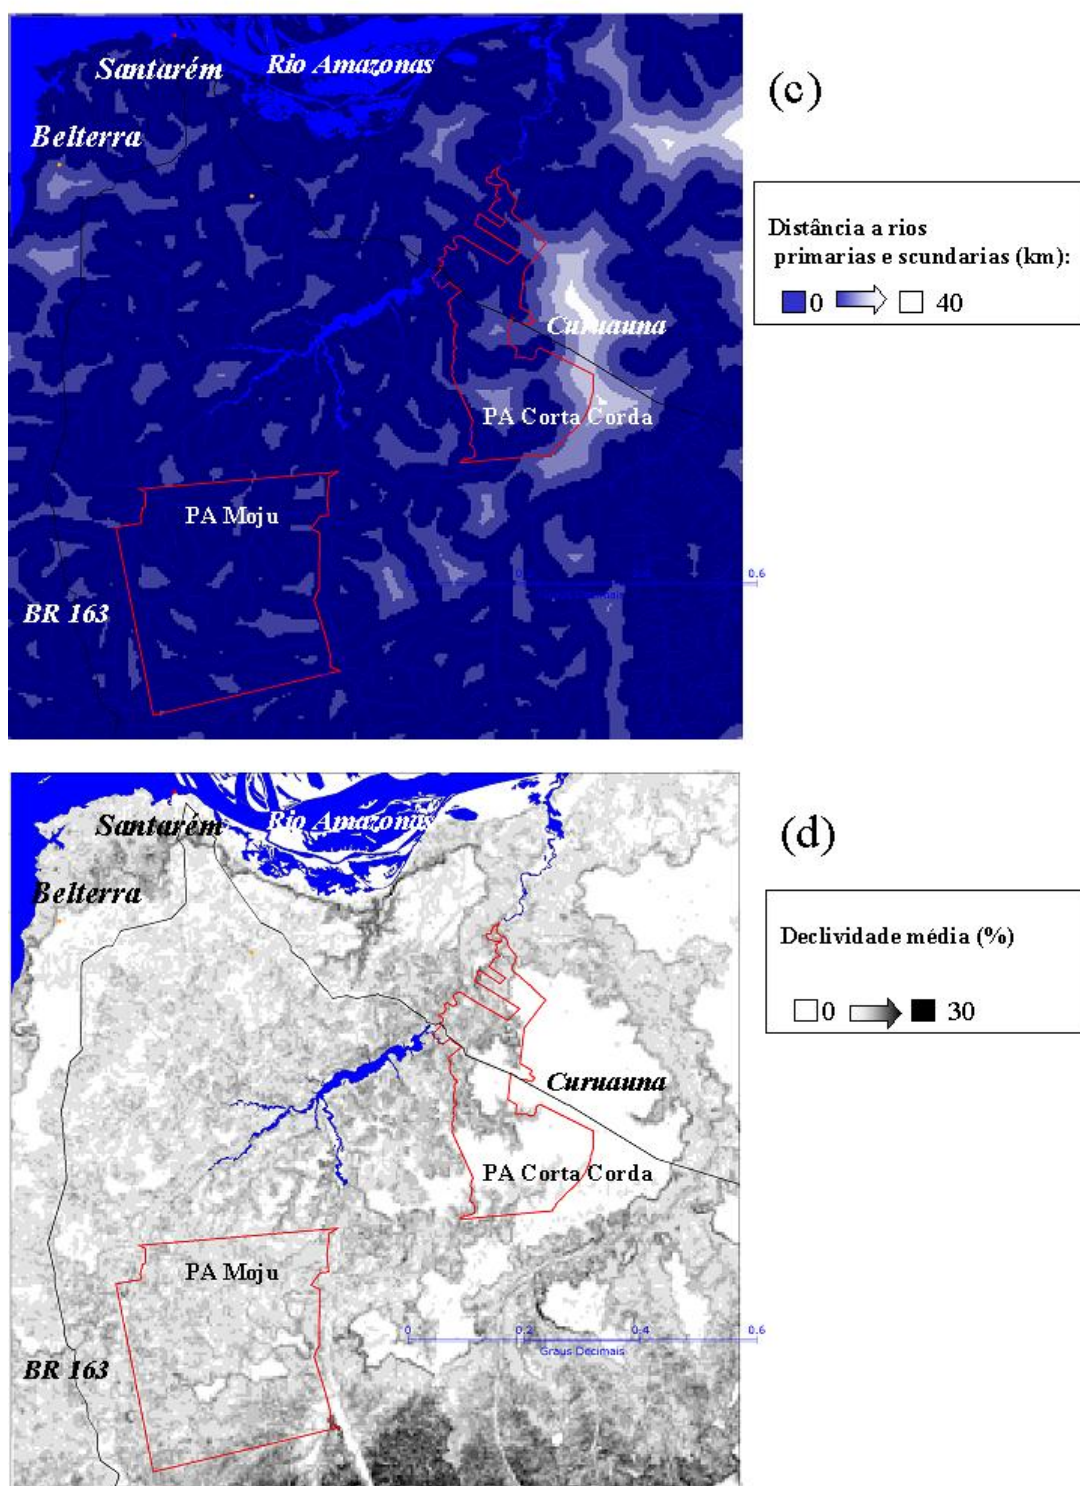 Santarém
Rio Amazonas
Belterra
(c)
Distância a rios
primarias e scundarias (km):
0
40
Curuauna
PA Corta Corda
PA Moju
0.6
BR 163
Santarém
Rio Amazonas
(d)
Belterra
Declividade média (%)
0
30
Curuauna
PA Corta Corda
PA Moju
0
0.2
0.4
0.6
Graus Decimais
BR 163